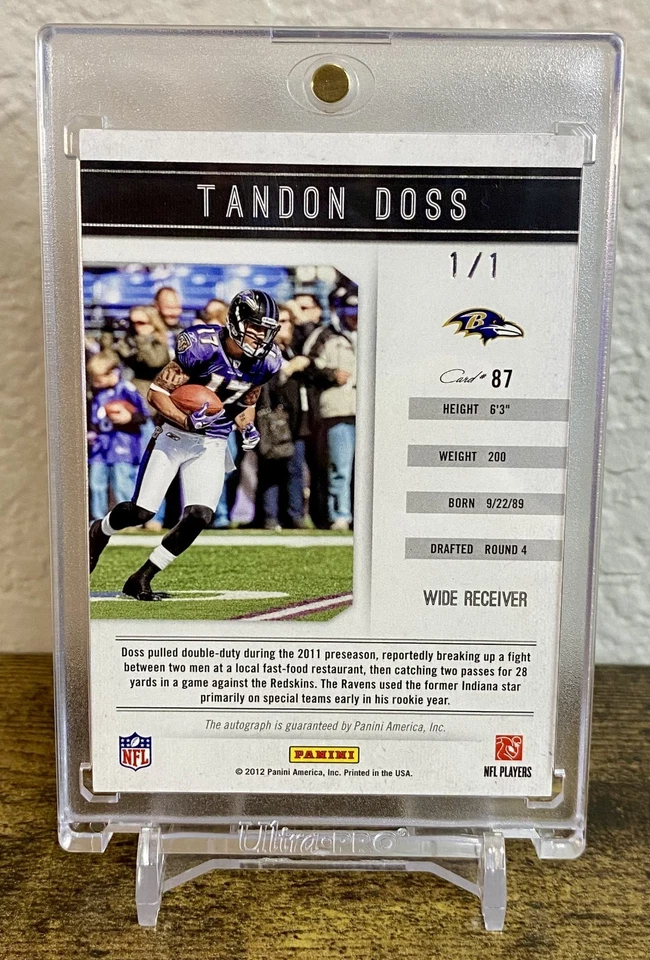 TANDON DOSS
1/1
B
Card # 87
HEIGHT 6'3"
WEIGHT 200
BORN 9/22/89
DRAFTED ROUND 4
WIDE RECEIVER
17
17
Doss pulled double-duty during the 2011 preseason, reportedly breaking up a fight
between two men at a local fast-food restaurant, then catching two passes for 28
yards in a game against the Redskins. The Ravens used the former Indiana star
primarily on special teams early in his rookie year.
The autograph is guaranteed by Panini America, Inc.
NFL
PANINI
NFL PLAYERS
© 2012 Panini America, Inc. Printed in the USA.
Ultra•PRO®